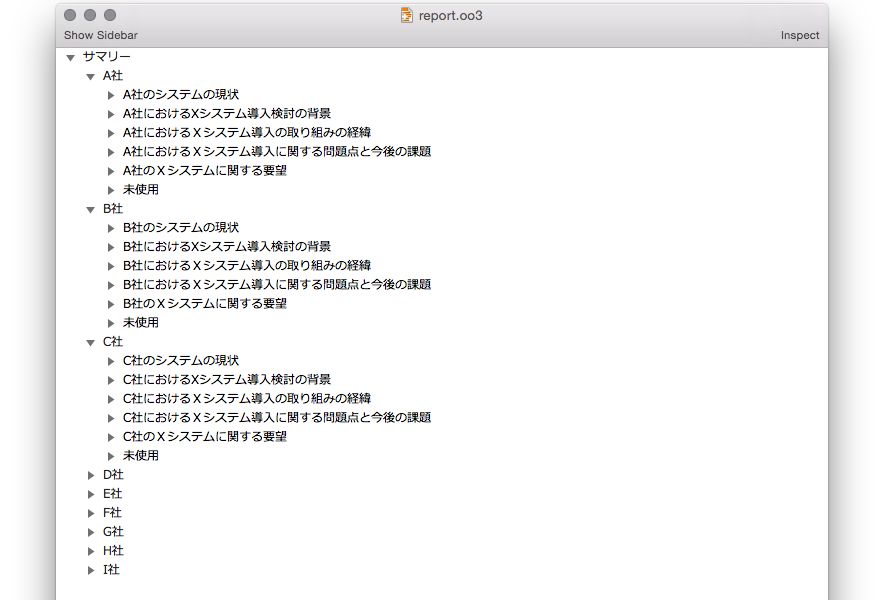 report.oo3
Show Sidebar Inspect
サマリー
A社
A社のシステムの現状
A社におけるXシステム導入検討の背景
A社におけるＸシステム導入の取り組みの経緯
A社におけるＸシステム導入に関する問題点と今後の課題
A社のＸシステムに関する要望
未使用
B社
B社のシステムの現状
B社におけるXシステム導入検討の背景
B社におけるＸシステム導入の取り組みの経緯
B社におけるＸシステム導入に関する問題点と今後の課題
B社のＸシステムに関する要望
未使用
C社
C社のシステムの現状
C社におけるXシステム導入検討の背景
C社におけるＸシステム導入の取り組みの経緯
C社におけるＸシステム導入に関する問題点と今後の課題
C社のＸシステムに関する要望
未使用
D社
E社
F社
G社
H社
I社